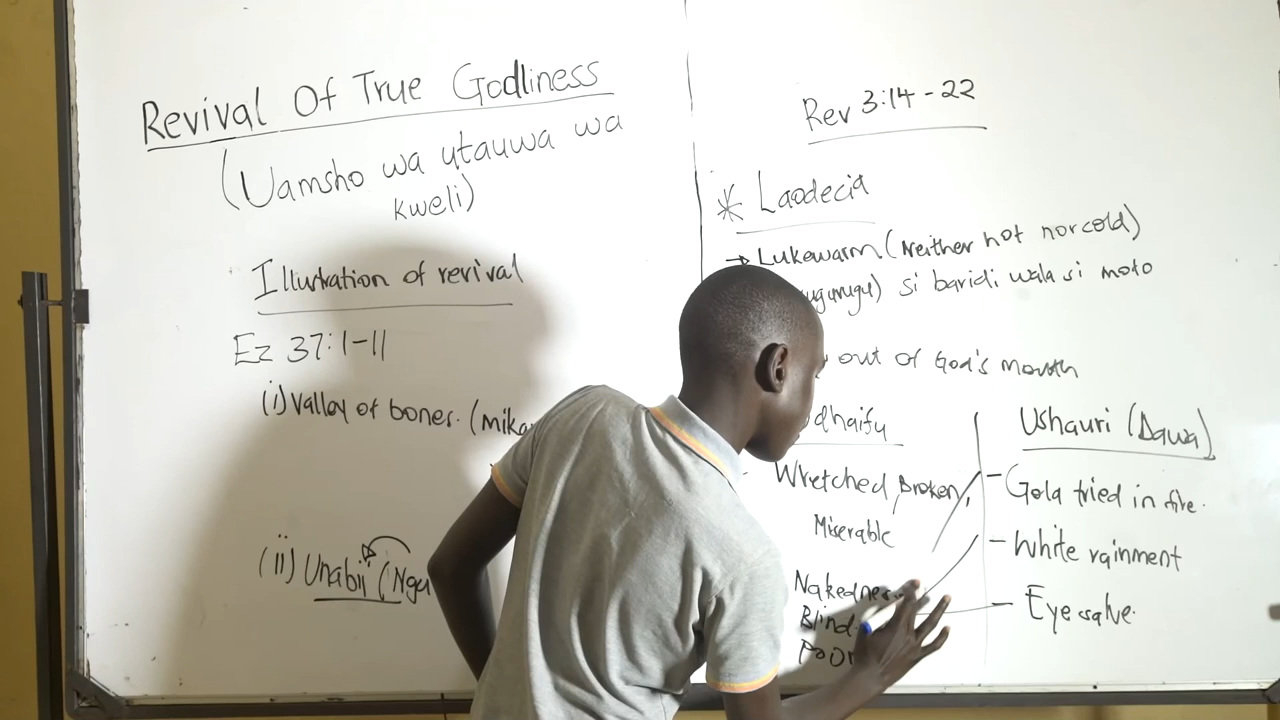 Revival Of True Godliness
(Uamsho wa utauwa wa
kweli)
Illustration of revival
Ez 37:1-11
(i) Valley of bones. (mika
(ii) Unabii (Ngu
Rev 3:14 - 22
* Laodecia
→ Lukewarm (Neither hot nor cold)
ugurugu) si baridi wala si moto
out of God's mouth
dhaifu
Wretched, Broken,
Miserable
Nakedness
Blind
Poor
Ushauri (Dawa)
- Gold tried in fire.
- White rainment
- Eye salve.